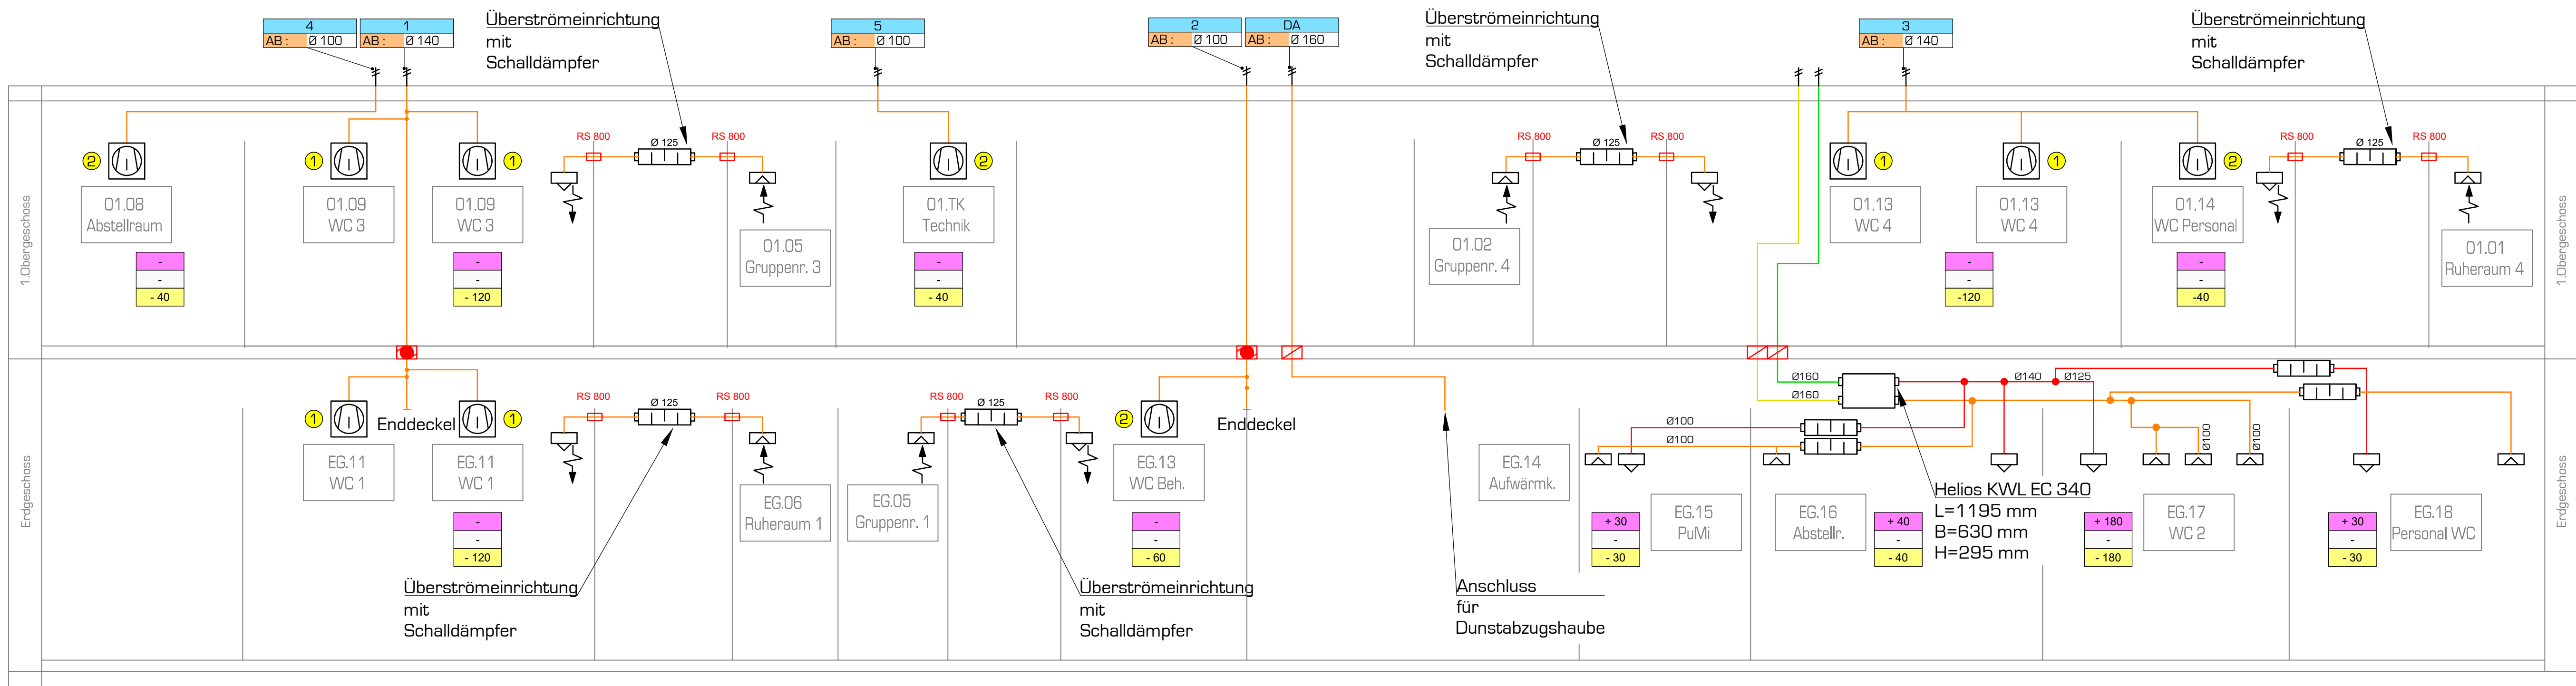 4
AB : Ø 100
1
AB : Ø 140
Überströmeinrichtung
mit
Schalldämpfer
5
AB : Ø 100
2
AB : Ø 100
DA
AB : Ø 160
Überströmeinrichtung
mit
Schalldämpfer
3
AB : Ø 140
Überströmeinrichtung
mit
Schalldämpfer
1.Obergeschoss
2
01.08
Abstellraum
-
-
- 40
1
01.09
WC 3
1
01.09
WC 3
-
-
- 120
RS 800
Ø 125
RS 800
01.05
Gruppenr. 3
2
01.TK
Technik
-
-
- 40
RS 800
Ø 125
RS 800
01.02
Gruppenr. 4
1
01.13
WC 4
1
01.13
WC 4
-
-
-120
2
01.14
WC Personal
-
-
-40
RS 800
Ø 125
RS 800
01.01
Ruheraum 4
1.Obergeschoss
Erdgeschoss
1
EG.11
WC 1
Enddeckel
1
EG.11
WC 1
-
-
- 120
RS 800
Ø 125
RS 800
EG.06
Ruheraum 1
Überströmeinrichtung
mit
Schalldämpfer
RS 800
Ø 125
RS 800
EG.05
Gruppenr. 1
Überströmeinrichtung
mit
Schalldämpfer
2
EG.13
WC Beh.
-
-
- 60
Enddeckel
EG.14
Aufwärmk.
Anschluss
für
Dunstabzugshaube
Ø160
Ø160
Ø140
Ø125
Ø100
Ø100
Ø100
Ø100
+ 30
-
- 30
EG.15
PuMi
EG.16
Abstellr.
+ 40
-
- 40
Helios KWL EC 340
L=1195 mm
B=630 mm
H=295 mm
+ 180
-
- 180
EG.17
WC 2
+ 30
-
- 30
EG.18
Personal WC
Erdgeschoss